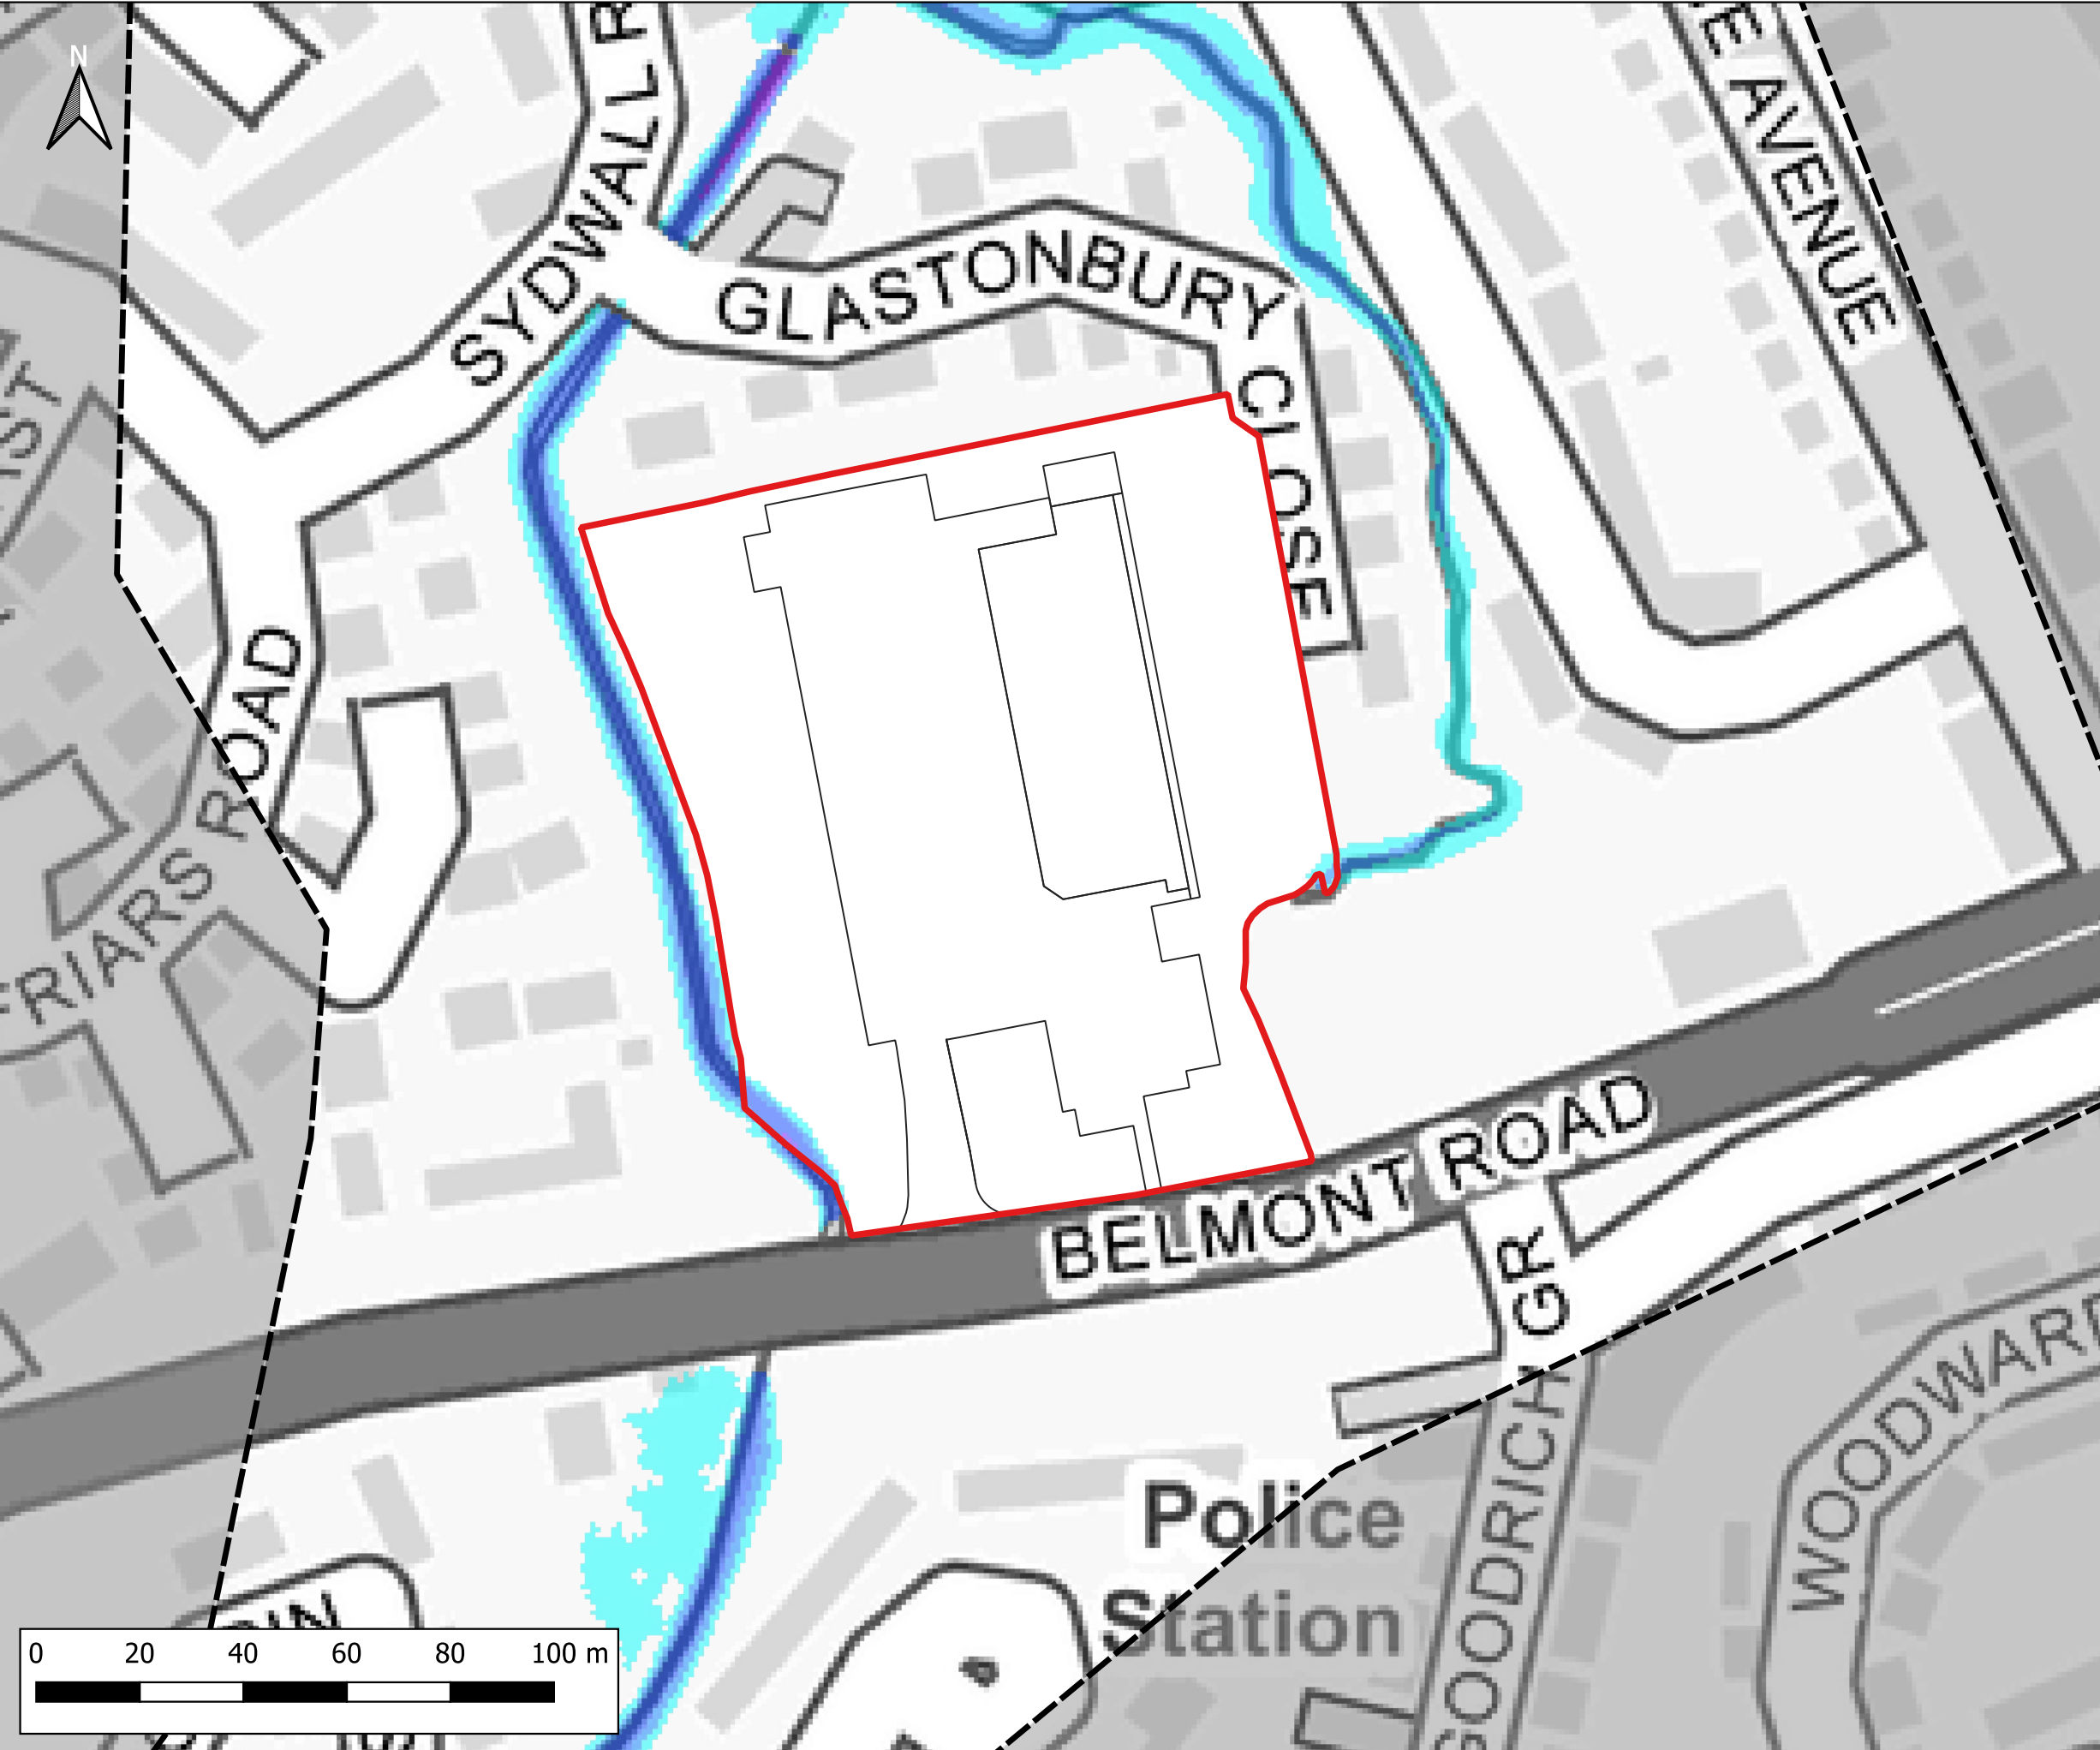 N
SYDWALL R
GLASTONBURY
CLOSE
E AVENUE
FRIARS ROAD
BELMONT ROAD
GOODRICH GR
WOODWARD
Police
Station
0 20 40 60 80 100 m